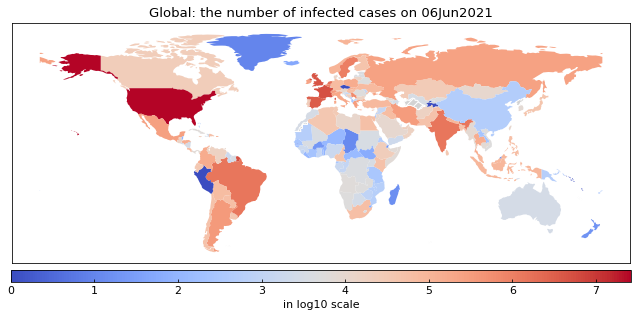 Global: the number of infected cases on 06Jun2021
0 1 2 3 4 5 6 7
in log10 scale